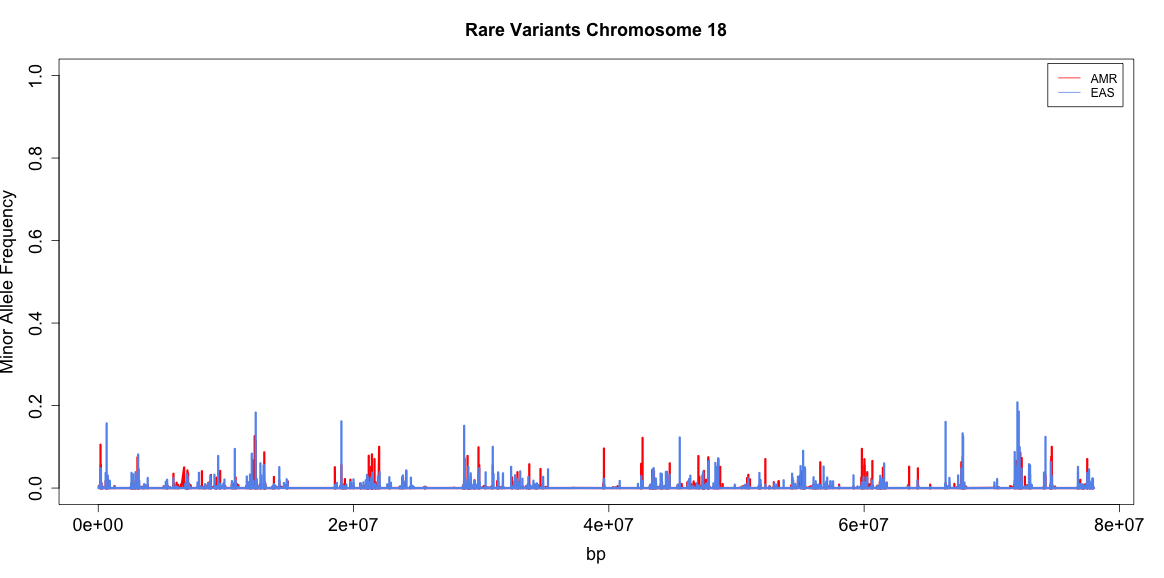 Rare Variants Chromosome 18
AMR
EAS
Minor Allele Frequency
1.0
0.8
0.6
0.4
0.2
0.0
0e+00
2e+07
4e+07
6e+07
8e+07
bp